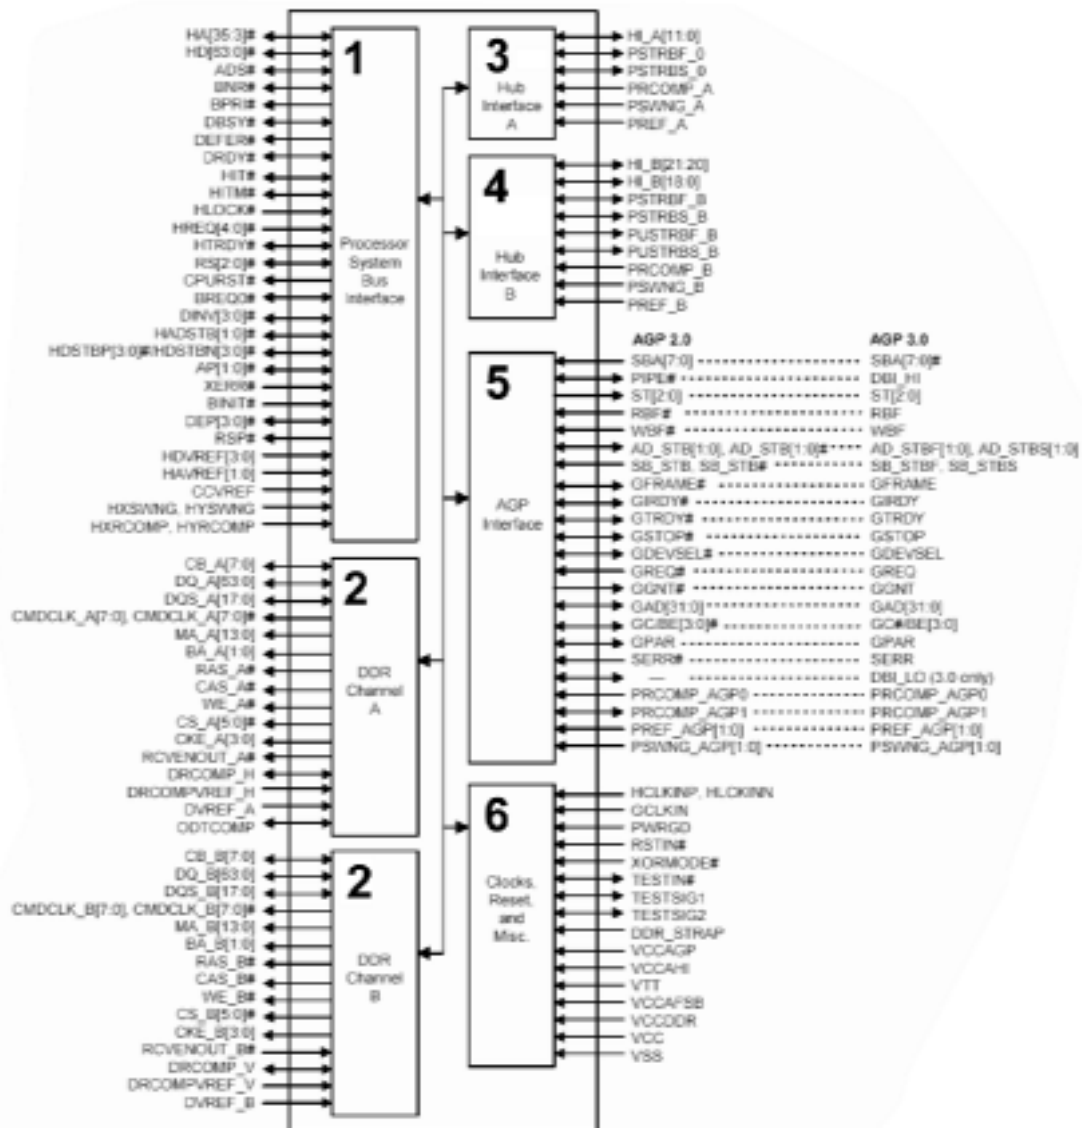 HA[35:3]#
HD[63:0]#
ADS#
BNR#
BPRI#
DBSY#
DEFER#
DRDY#
HIT#
HITM#
HLOCK#
HREQ[4:0]#
HTRDY#
RS[2:0]#
CPURST#
BREQ0#
DINV[3:0]#
HADSTB[1:0]#
HDSTBP[3:0]#/HDSTBN[3:0]#
AP[1:0]#
XERR#
BINIT#
DEP[3:0]#
RSP#
HDVREF[3:0]
HAVREF[1:0]
CCVREF
HXSWNG, HYSWNG
HXRCOMP, HYRCOMP
1
Processor
System
Bus
Interface
CB_A[7:0]
DQ_A[63:0]
DQS_A[17:0]
CMDCLK_A[7:0], CMDCLK_A[7:0]#
MA_A[13:0]
BA_A[1:0]
RAS_A#
CAS_A#
WE_A#
CS_A[5:0]#
CKE_A[3:0]
RCVENOUT_A#
DRCOMP_H
DRCOMPVREF_H
DVREF_A
ODTCOMP
2
DDR
Channel
A
CB_B[7:0]
DQ_B[63:0]
DQS_B[17:0]
CMDCLK_B[7:0], CMDCLK_B[7:0]#
MA_B[13:0]
BA_B[1:0]
RAS_B#
CAS_B#
WE_B#
CS_B[5:0]#
CKE_B[3:0]
RCVENOUT_B#
DRCOMP_V
DRCOMPVREF_V
DVREF_B
2
DDR
Channel
B
3
Hub
Interface
A
HI_A[11:0]
PSTRBF_0
PSTRBS_0
PRCOMP_A
PSWNG_A
PREF_A
4
Hub
Interface
B
HI_B[21:20]
HI_B[18:0]
PSTRBF_B
PSTRBS_B
PUSTRBF_B
PUSTRBS_B
PRCOMP_B
PSWNG_B
PREF_B
5
AGP
Interface
AGP 2.0 AGP 3.0
SBA[7:0] SBA[7:0]#
PIPE# DBI_HI
ST[2:0] ST[2:0]
RBF# RBF
WBF# WBF
AD_STB[1:0], AD_STB[1:0]# AD_STBF[1:0], AD_STBS[1:0]
SB_STB, SB_STB# SB_STBF, SB_STBS
GFRAME# GFRAME
GIRDY# GIRDY
GTRDY# GTRDY
GSTOP# GSTOP
GDEVSEL# GDEVSEL
GREQ# GREQ
GGNT# GGNT
GAD[31:0] GAD[31:0]
GC/BE[3:0]# GC#/BE[3:0]
GPAR GPAR
SERR# SERR
— DBI_LO (3.0 only)
PRCOMP_AGP0 PRCOMP_AGP0
PRCOMP_AGP1 PRCOMP_AGP1
PREF_AGP[1:0] PREF_AGP[1:0]
PSWNG_AGP[1:0] PSWNG_AGP[1:0]
6
Clocks,
Reset,
and
Misc.
HCLKINP, HLCKINN
GCLKIN
PWRGD
RSTIN#
XORMODE#
TESTIN#
TESTSIG1
TESTSIG2
DDR_STRAP
VCCAGP
VCCAHI
VTT
VCCAFSB
VCCDDR
VCC
VSS